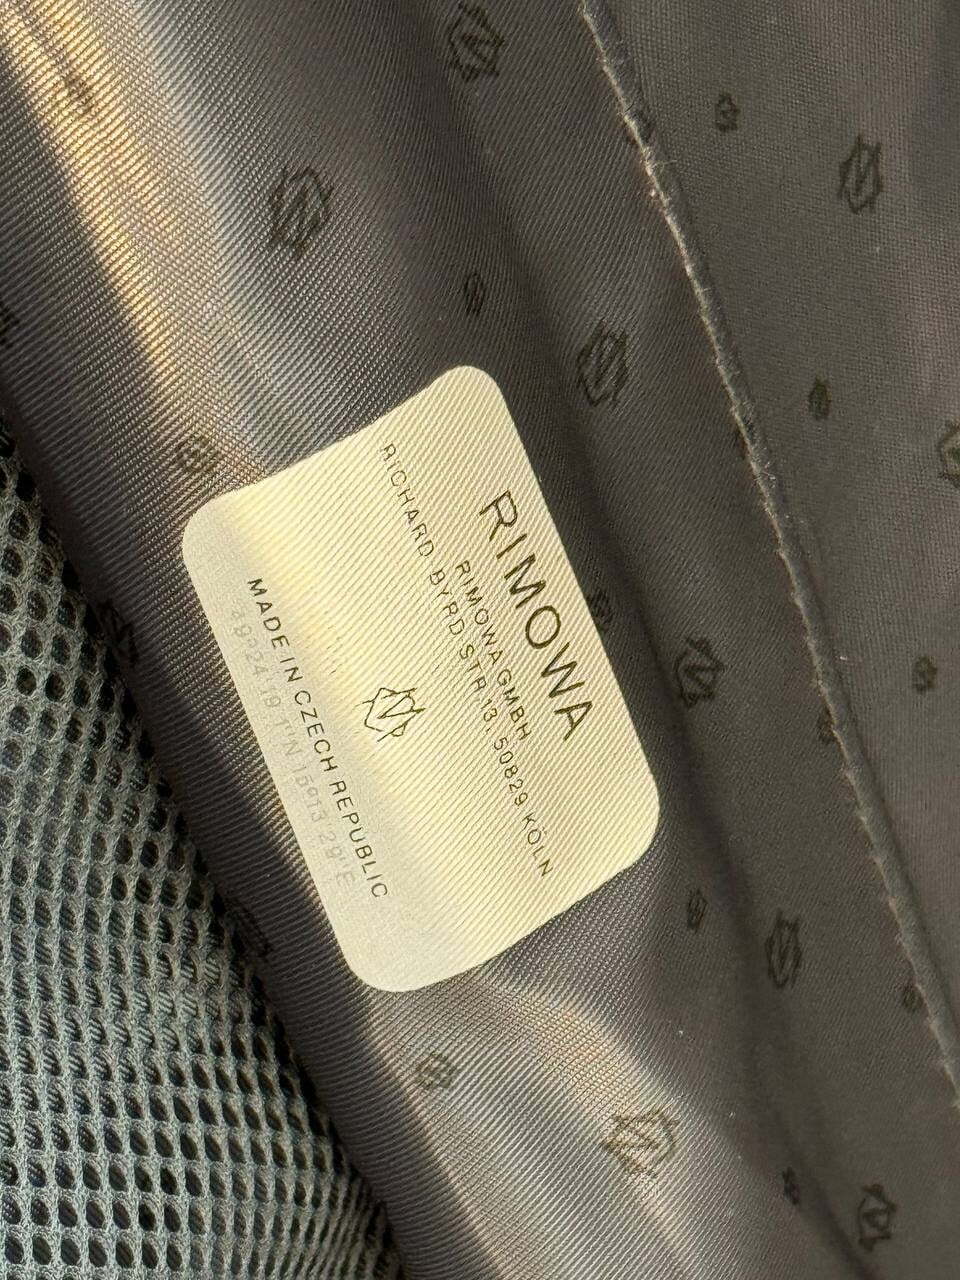 RIMOWA
RIMOWA GMBH
RICHARD-BYRD-STR.13, 50829 KÖLN
MADE IN CZECH REPUBLIC